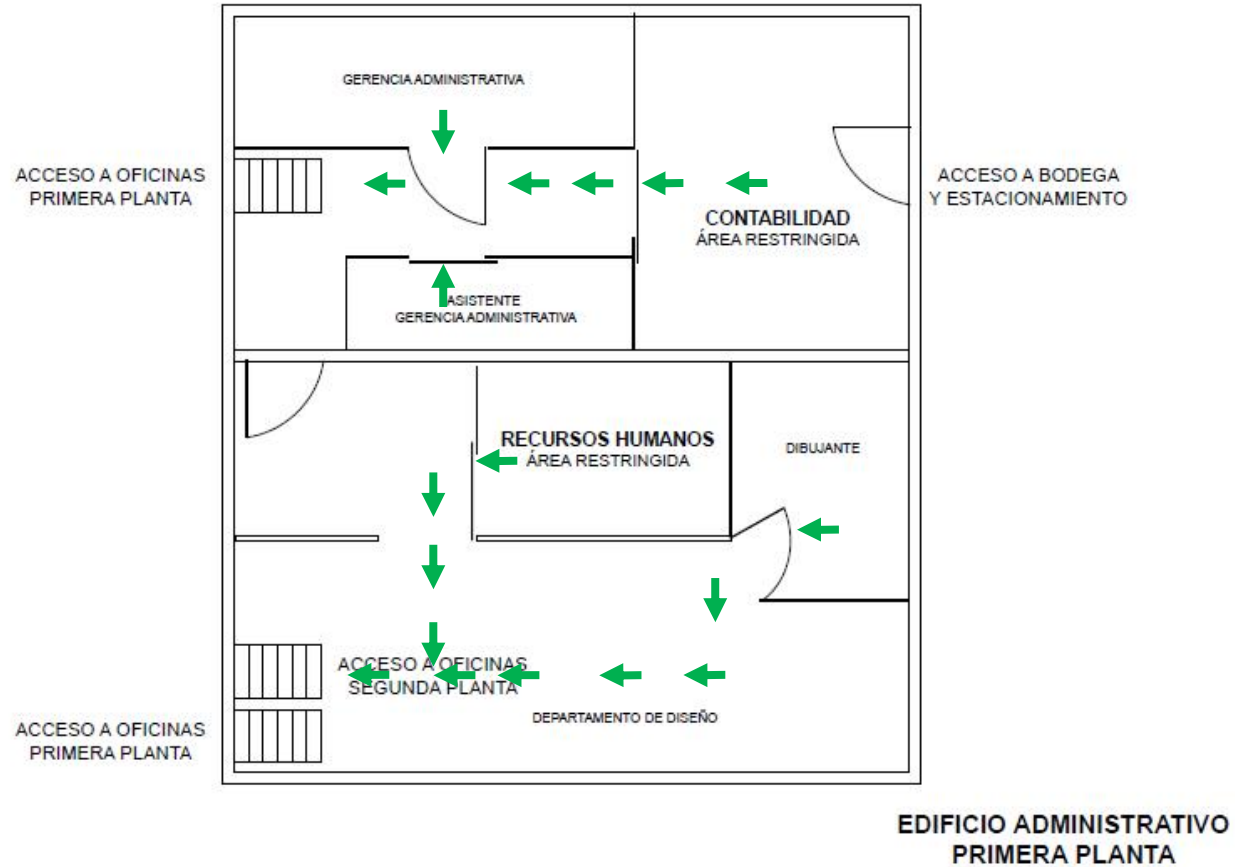 GERENCIA ADMINISTRATIVA
ACCESO A OFICINAS
PRIMERA PLANTA
ACCESO A BODEGA
Y ESTACIONAMIENTO
CONTABILIDAD
ÁREA RESTRINGIDA
ASISTENTE
GERENCIA ADMINISTRATIVA
RECURSOS HUMANOS
ÁREA RESTRINGIDA
DIBUJANTE
ACCESO A OFICINAS
SEGUNDA PLANTA
DEPARTAMENTO DE DISEÑO
ACCESO A OFICINAS
PRIMERA PLANTA
EDIFICIO ADMINISTRATIVO
PRIMERA PLANTA